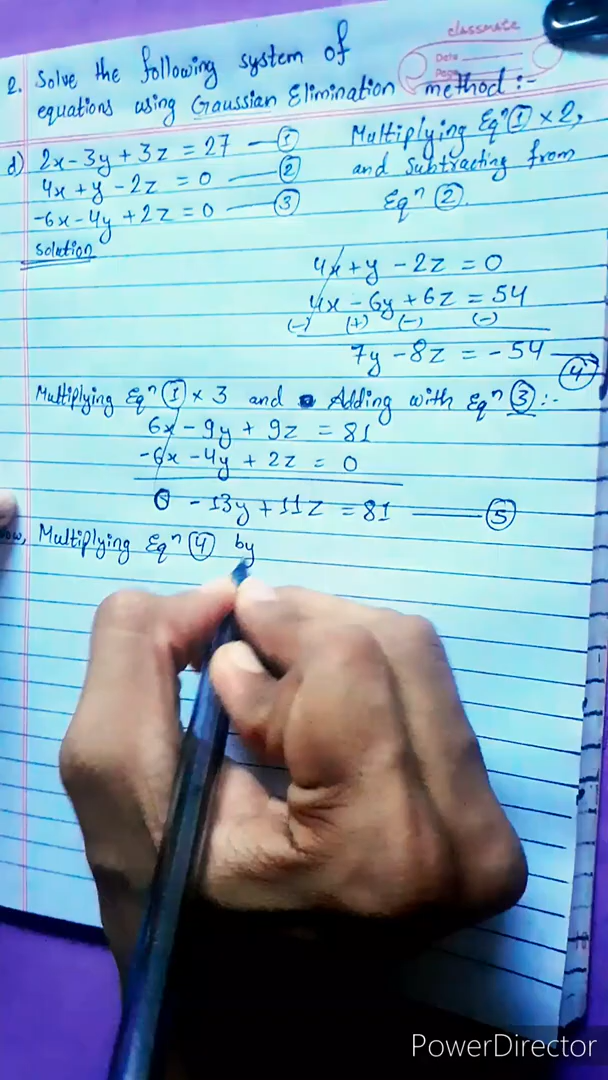 classmate
Date
Page
2. Solve the following system of
equations using Gaussian Elimination method :-
d) 2x - 3y + 3z = 27 — ①
4x + y - 2z = 0 — ②
-6x - 4y + 2z = 0 — ③
solution
Multiplying Eqⁿ ① × 2,
and subtracting from
Eqⁿ ②.
4x + y - 2z = 0
4x - 6y + 6z = 54
(-) (+) (-) (-)
7y - 8z = -54 — ④
Multiplying Eqⁿ ① × 3 and Adding with Eqⁿ ③ :-
6x - 9y + 9z = 81
-6x - 4y + 2z = 0
0 - 13y + 11z = 81 — ⑤
Now, Multiplying Eqⁿ ④ by
PowerDirector